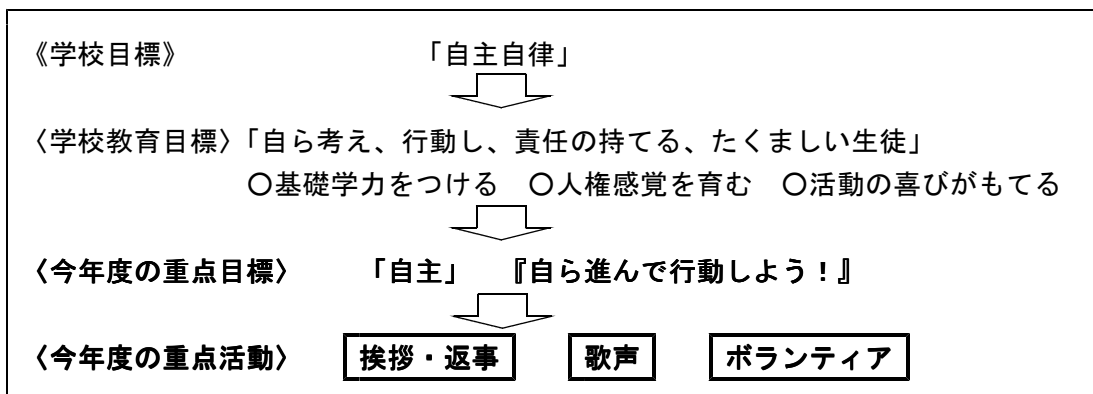 《学校目標》 「自主自律」
〈学校教育目標〉「自ら考え、行動し、責任の持てる、たくましい生徒」
〇基礎学力をつける 〇人権感覚を育む 〇活動の喜びがもてる
〈今年度の重点目標〉 「自主」 『自ら進んで行動しよう!』
〈今年度の重点活動〉 挨拶・返事 歌声 ボランティア